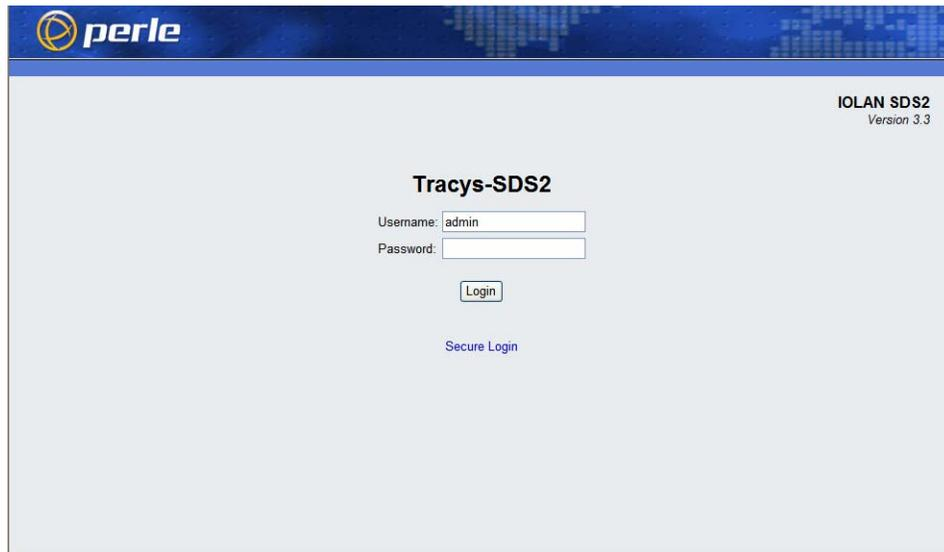 perle
IOLAN SDS2
Version 3.3
Tracys-SDS2
Username: admin
Password:
Login
Secure Login